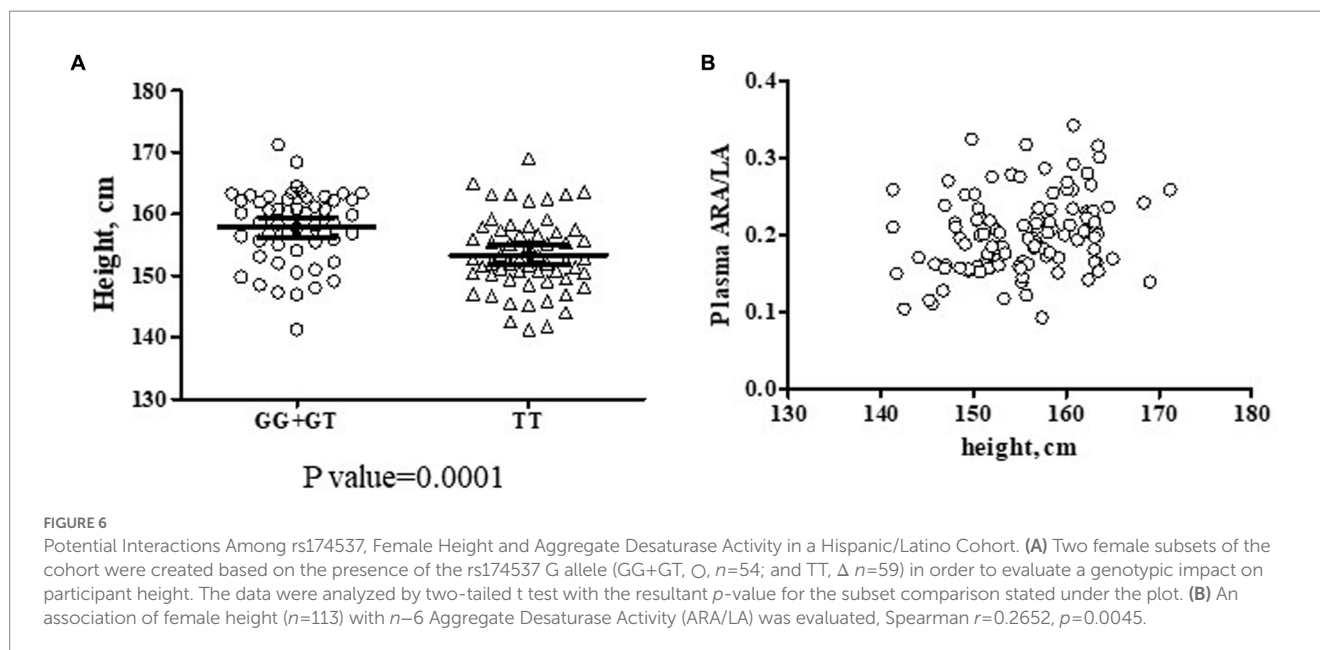 A
Height, cm
180
170
160
150
140
130
GG+GT TT
P value=0.0001
B
Plasma ARA/LA
0.4
0.3
0.2
0.1
0.0
130 140 150 160 170 180
height, cm
FIGURE 6
Potential Interactions Among rs174537, Female Height and Aggregate Desaturase Activity in a Hispanic/Latino Cohort. (A) Two female subsets of the
cohort were created based on the presence of the rs174537 G allele (GG+GT, ○, n=54; and TT, Δ n=59) in order to evaluate a genotypic impact on
participant height. The data were analyzed by two-tailed t test with the resultant p-value for the subset comparison stated under the plot. (B) An
association of female height (n=113) with n−6 Aggregate Desaturase Activity (ARA/LA) was evaluated, Spearman r=0.2652, p=0.0045.